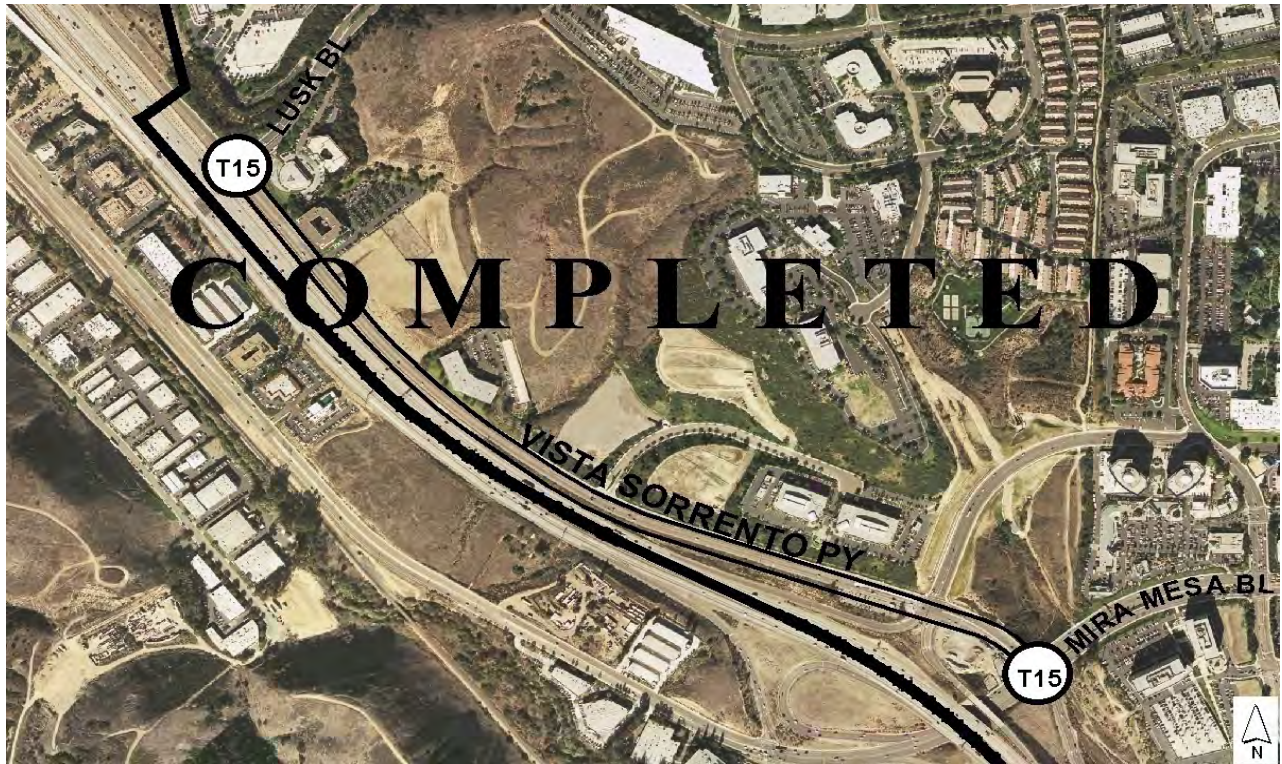 LUSK BL
T15
COMPLETED
VISTA SORRENTO PY
MIRA MESA BL
T15
N